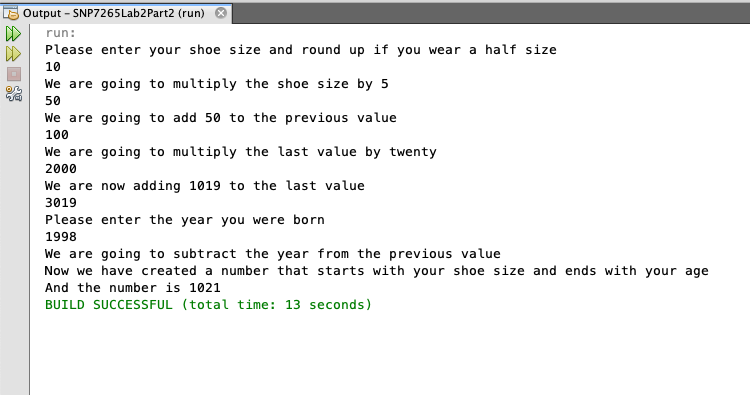 Output – SNP7265Lab2Part2 (run)
run:
Please enter your shoe size and round up if you wear a half size
10
We are going to multiply the shoe size by 5
50
We are going to add 50 to the previous value
100
We are going to multiply the last value by twenty
2000
We are now adding 1019 to the last value
3019
Please enter the year you were born
1998
We are going to subtract the year from the previous value
Now we have created a number that starts with your shoe size and ends with your age
And the number is 1021
BUILD SUCCESSFUL (total time: 13 seconds)